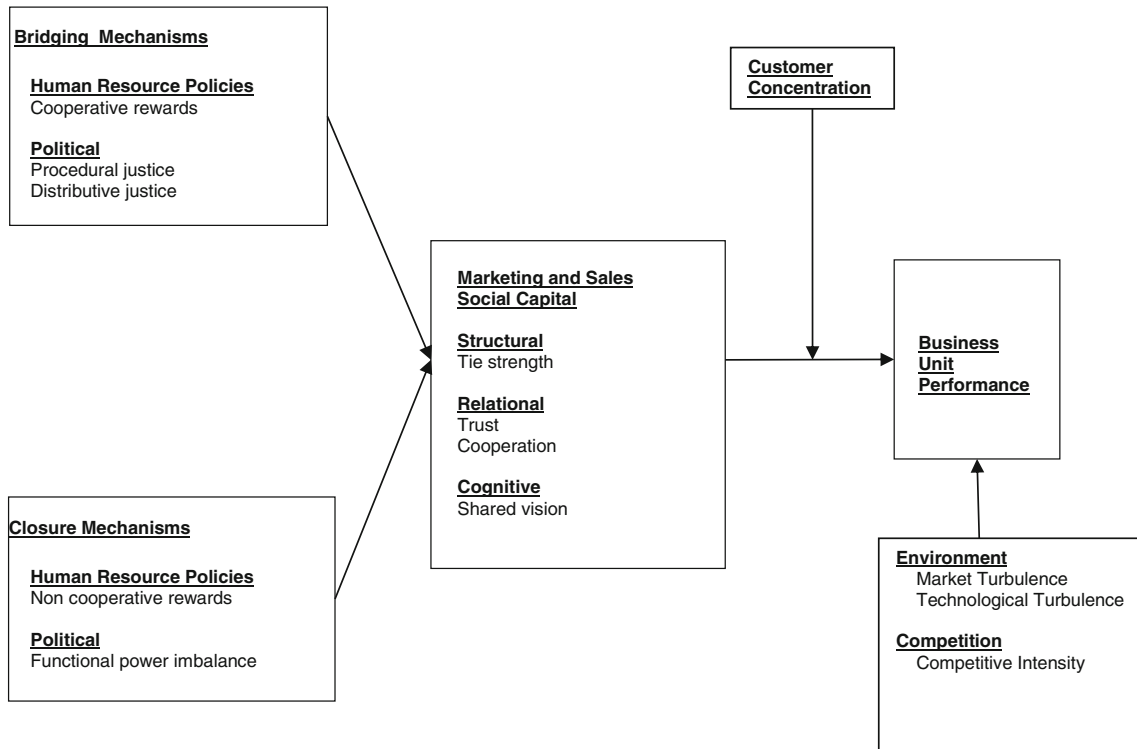 Bridging Mechanisms
Human Resource Policies
Cooperative rewards
Political
Procedural justice
Distributive justice
Closure Mechanisms
Human Resource Policies
Non cooperative rewards
Political
Functional power imbalance
Marketing and Sales
Social Capital
Structural
Tie strength
Relational
Trust
Cooperation
Cognitive
Shared vision
Customer
Concentration
Business
Unit
Performance
Environment
Market Turbulence
Technological Turbulence
Competition
Competitive Intensity